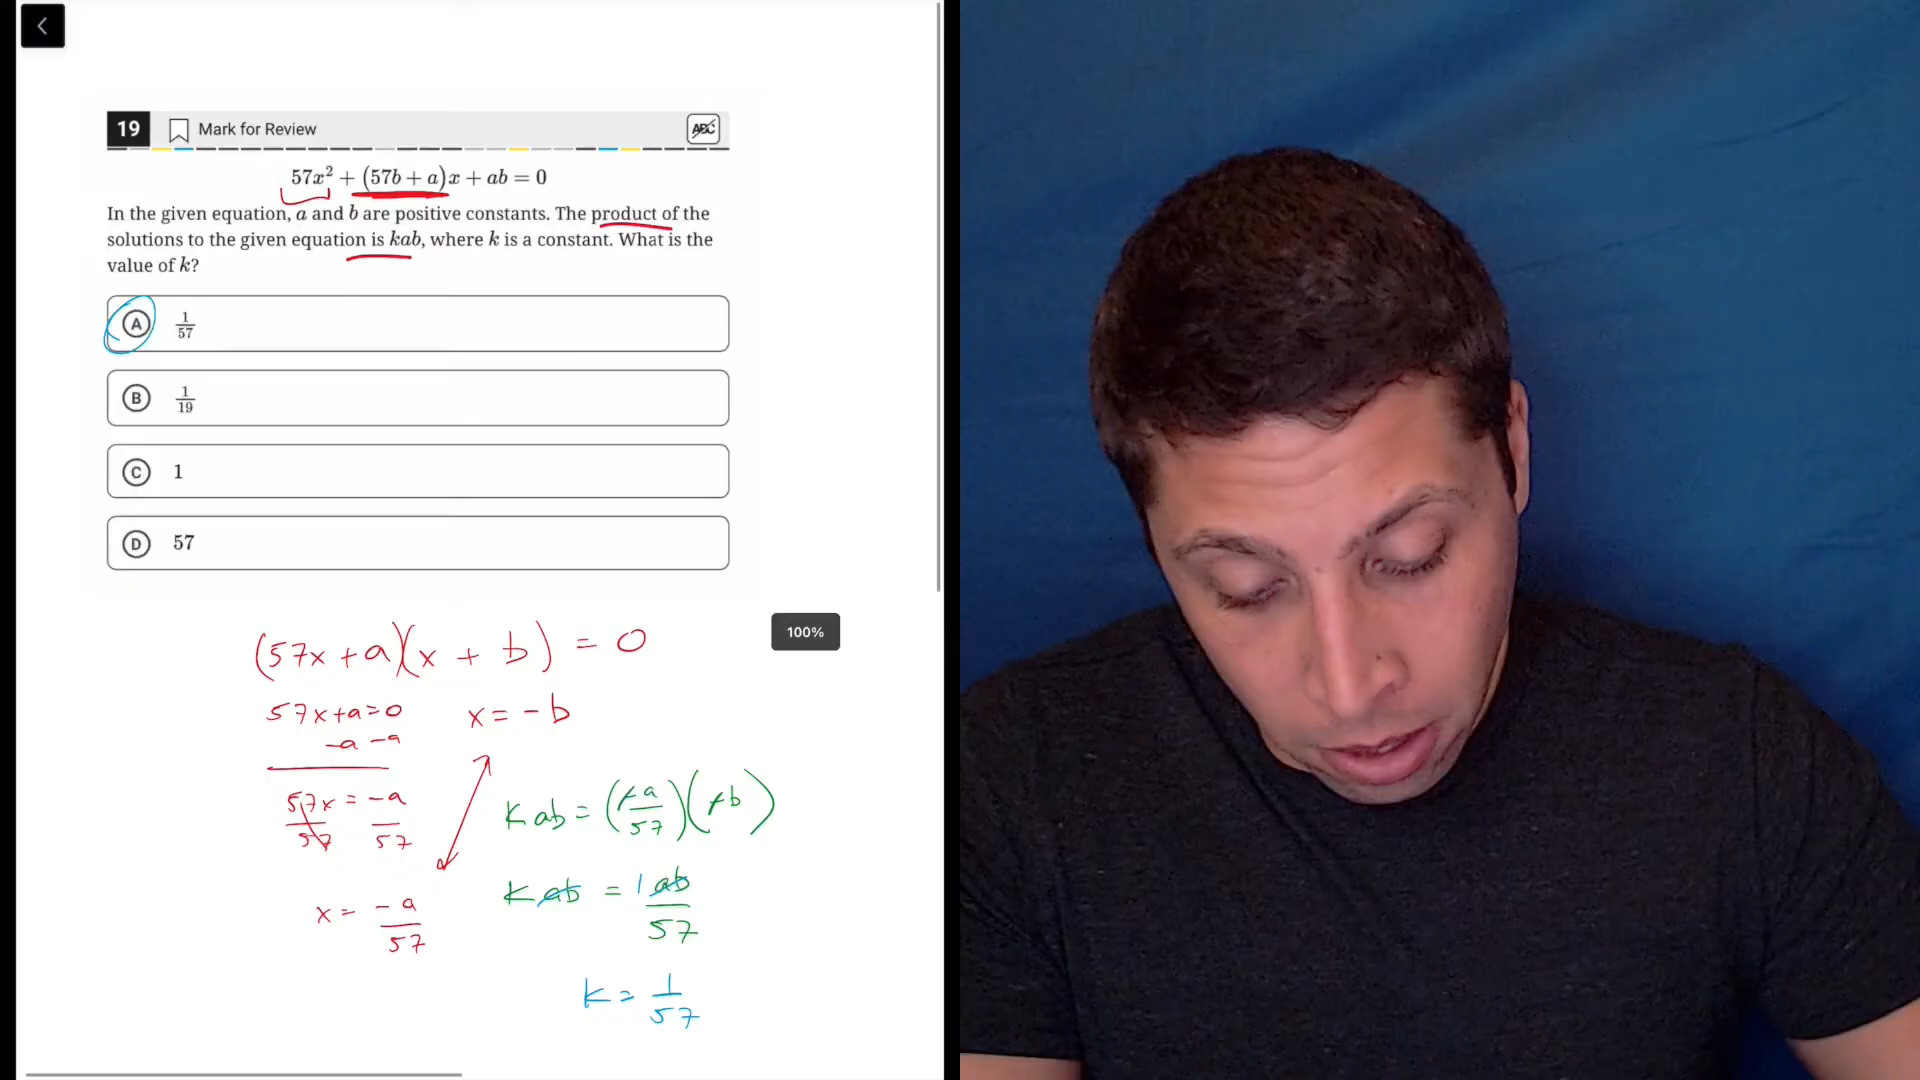 19 Mark for Review ABC
57x² + (57b + a)x + ab = 0
In the given equation, a and b are positive constants. The product of the
solutions to the given equation is kab, where k is a constant. What is the
value of k?
A 1/57
B 1/19
C 1
D 57
100%
(57x + a)(x + b) = 0
57x+a=0
-a -a
57x/57 = -a/57
x = -a/57
x = -b
kab = (-a/57)(-b)
kab = 1ab/57
k = 1/57